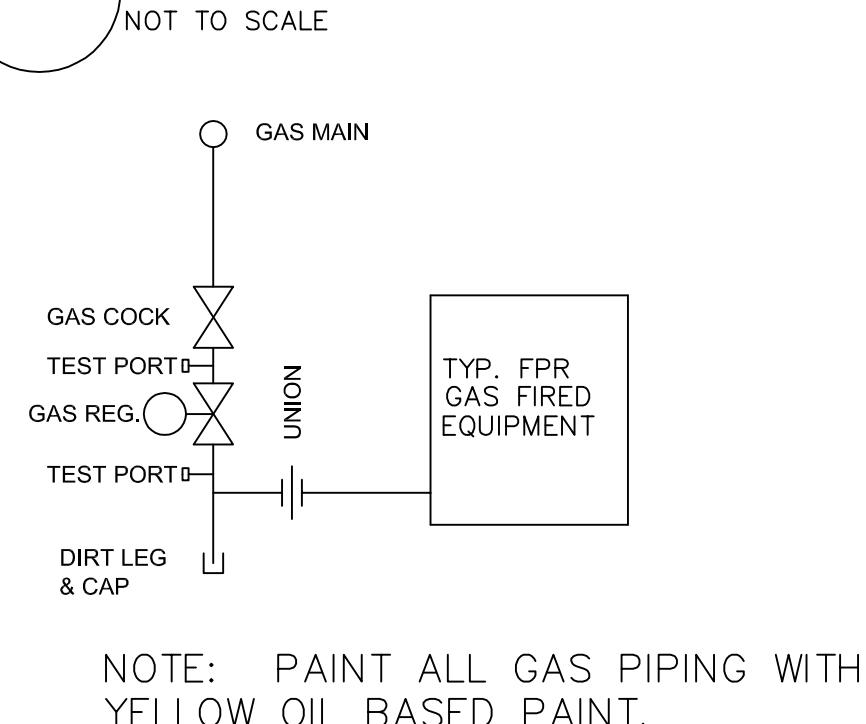 NOT TO SCALE
GAS MAIN
GAS COCK
TEST PORT
GAS REG.
TEST PORT
UNION
TYP. FPR
GAS FIRED
EQUIPMENT
DIRT LEG
& CAP
NOTE: PAINT ALL GAS PIPING WITH
YELLOW OIL BASED PAINT.